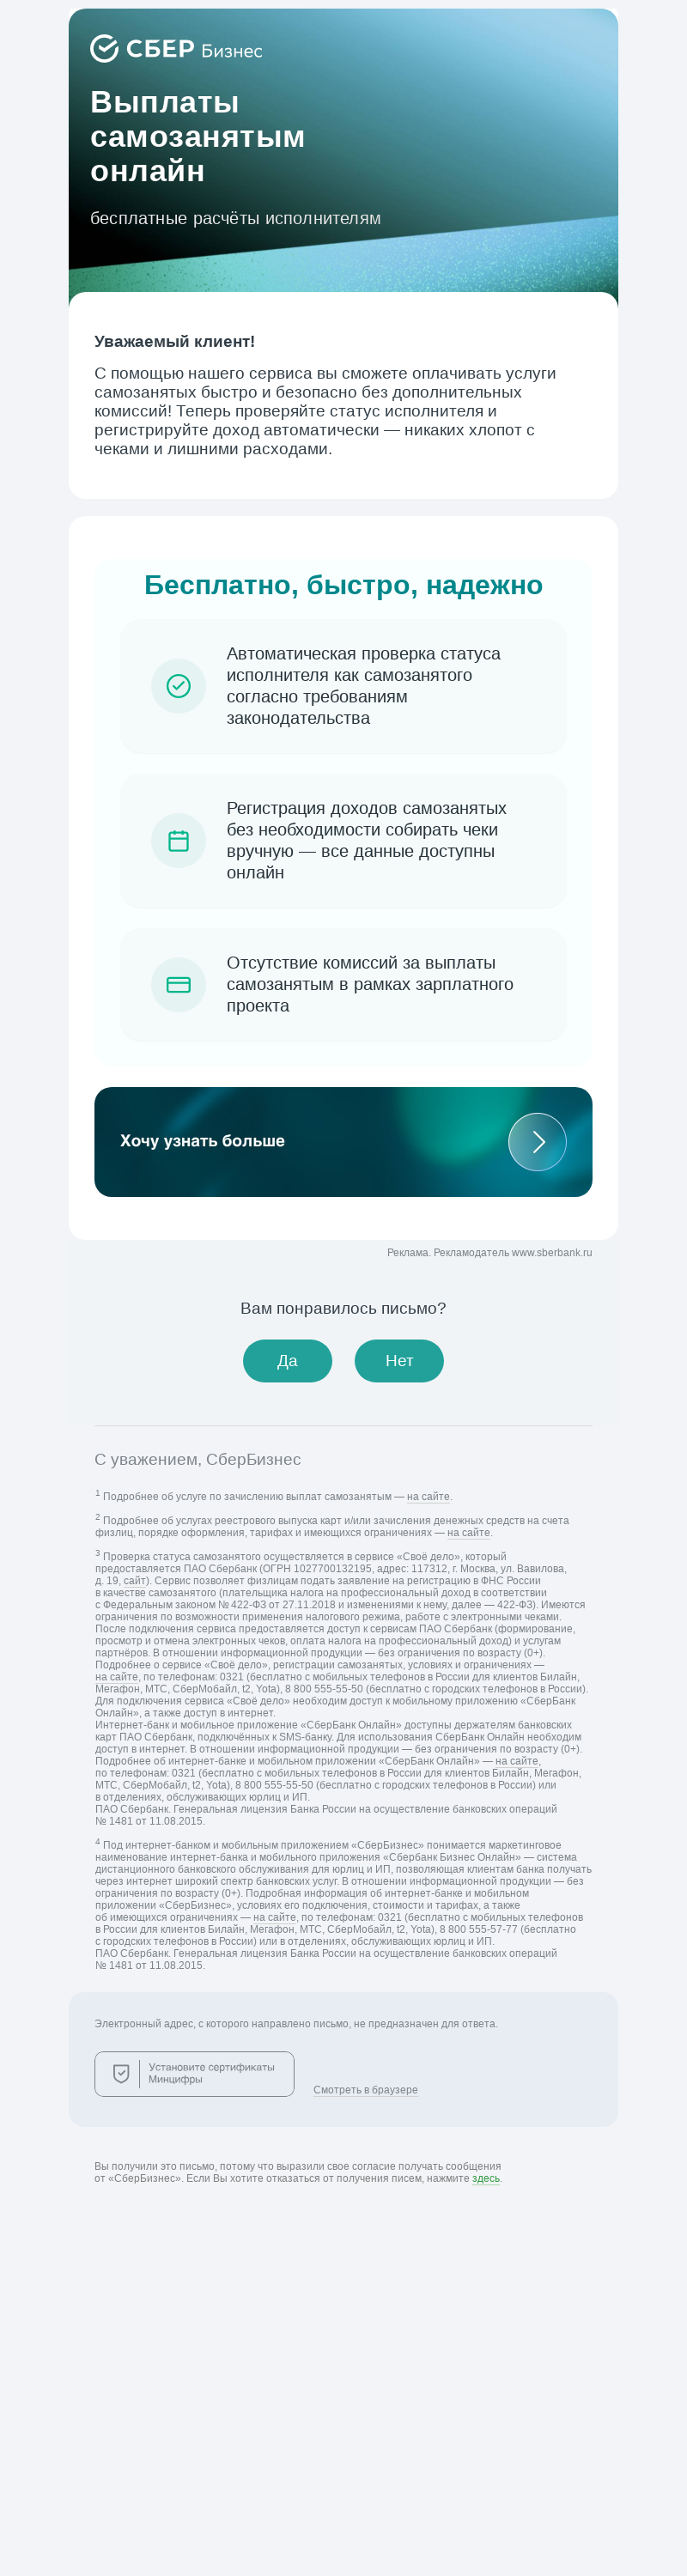 СБЕР Бизнес
Выплаты
самозанятым
онлайн
бесплатные расчёты исполнителям
Уважаемый клиент!
С помощью нашего сервиса вы сможете оплачивать услуги
самозанятых быстро и безопасно без дополнительных
комиссий! Теперь проверяйте статус исполнителя и
регистрируйте доход автоматически — никаких хлопот с
чеками и лишними расходами.
Бесплатно, быстро, надежно
Автоматическая проверка статуса
исполнителя как самозанятого
согласно требованиям
законодательства
Регистрация доходов самозанятых
без необходимости собирать чеки
вручную — все данные доступны
онлайн
Отсутствие комиссий за выплаты
самозанятым в рамках зарплатного
проекта
Хочу узнать больше
Реклама. Рекламодатель www.sberbank.ru
Вам понравилось письмо?
Да Нет
С уважением, СберБизнес
1 Подробнее об услуге по зачислению выплат самозанятым — на сайте.
2 Подробнее об услугах реестрового выпуска карт и/или зачисления денежных средств на счета
физлиц, порядке оформления, тарифах и имеющихся ограничениях — на сайте.
3 Проверка статуса самозанятого осуществляется в сервисе «Своё дело», который
предоставляется ПАО Сбербанк (ОГРН 1027700132195, адрес: 117312, г. Москва, ул. Вавилова,
д. 19, сайт). Сервис позволяет физлицам подать заявление на регистрацию в ФНС России
в качестве самозанятого (плательщика налога на профессиональный доход в соответствии
с Федеральным законом № 422-ФЗ от 27.11.2018 и изменениями к нему, далее — 422-ФЗ). Имеются
ограничения по возможности применения налогового режима, работе с электронными чеками.
После подключения сервиса предоставляется доступ к сервисам ПАО Сбербанк (формирование,
просмотр и отмена электронных чеков, оплата налога на профессиональный доход) и услугам
партнёров. В отношении информационной продукции — без ограничения по возрасту (0+).
Подробнее о сервисе «Своё дело», регистрации самозанятых, условиях и ограничениях —
на сайте, по телефонам: 0321 (бесплатно с мобильных телефонов в России для клиентов Билайн,
Мегафон, МТС, СберМобайл, t2, Yota), 8 800 555-55-50 (бесплатно с городских телефонов в России).
Для подключения сервиса «Своё дело» необходим доступ к мобильному приложению «СберБанк
Онлайн», а также доступ в интернет.
Интернет-банк и мобильное приложение «СберБанк Онлайн» доступны держателям банковских
карт ПАО Сбербанк, подключённых к SMS-банку. Для использования СберБанк Онлайн необходим
доступ в интернет. В отношении информационной продукции — без ограничения по возрасту (0+).
Подробнее об интернет-банке и мобильном приложении «СберБанк Онлайн» — на сайте,
по телефонам: 0321 (бесплатно с мобильных телефонов в России для клиентов Билайн, Мегафон,
МТС, СберМобайл, t2, Yota), 8 800 555-55-50 (бесплатно с городских телефонов в России) или
в отделениях, обслуживающих юрлиц и ИП.
ПАО Сбербанк. Генеральная лицензия Банка России на осуществление банковских операций
№ 1481 от 11.08.2015.
4 Под интернет-банком и мобильным приложением «СберБизнес» понимается маркетинговое
наименование интернет-банка и мобильного приложения «Сбербанк Бизнес Онлайн» — система
дистанционного банковского обслуживания для юрлиц и ИП, позволяющая клиентам банка получать
через интернет широкий спектр банковских услуг. В отношении информационной продукции — без
ограничения по возрасту (0+). Подробная информация об интернет-банке и мобильном
приложении «СберБизнес», условиях его подключения, стоимости и тарифах, а также
об имеющихся ограничениях — на сайте, по телефонам: 0321 (бесплатно с мобильных телефонов
в России для клиентов Билайн, Мегафон, МТС, СберМобайл, t2, Yota), 8 800 555-57-77 (бесплатно
с городских телефонов в России) или в отделениях, обслуживающих юрлиц и ИП.
ПАО Сбербанк. Генеральная лицензия Банка России на осуществление банковских операций
№ 1481 от 11.08.2015.
Электронный адрес, с которого направлено письмо, не предназначен для ответа.
Установите сертификаты
Минцифры
Смотреть в браузере
Вы получили это письмо, потому что выразили свое согласие получать сообщения
от «СберБизнес». Если Вы хотите отказаться от получения писем, нажмите здесь.